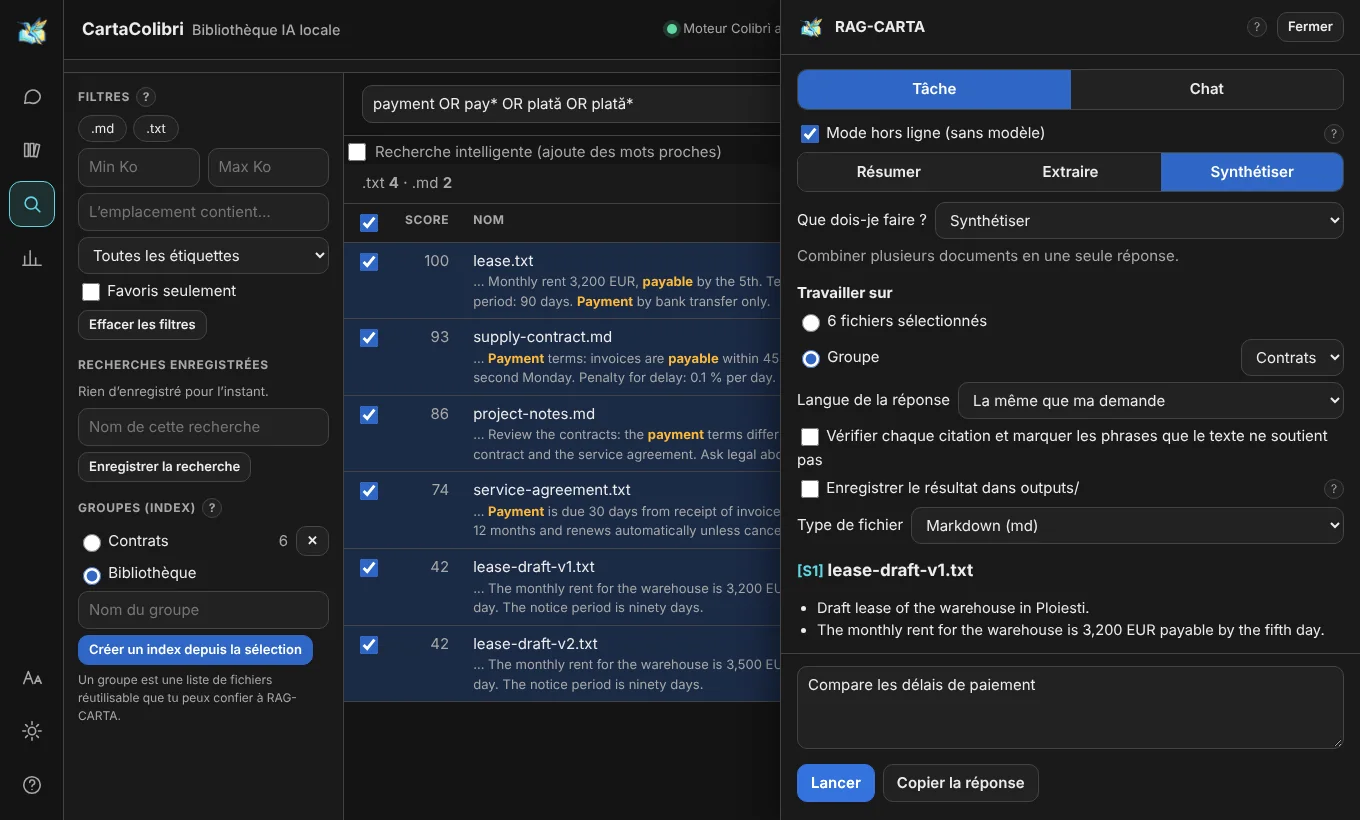 CartaColibri Bibliothèque IA locale
Moteur Colibri a
FILTRES ?
.md .txt
Min Ko Max Ko
L’emplacement contient…
Toutes les étiquettes
Favoris seulement
Effacer les filtres
RECHERCHES ENREGISTRÉES
Rien d’enregistré pour l’instant.
Nom de cette recherche
Enregistrer la recherche
GROUPES (INDEX) ?
Contrats 6 ✕
Bibliothèque
Nom du groupe
Créer un index depuis la sélection
Un groupe est une liste de fichiers
réutilisable que tu peux confier à RAG-
CARTA.
payment OR pay* OR plată OR plată*
Recherche intelligente (ajoute des mots proches)
.txt 4 · .md 2
SCORE NOM
100 lease.txt
... Monthly rent 3,200 EUR, payable by the 5th. Te
period: 90 days. Payment by bank transfer only.
93 supply-contract.md
... Payment terms: invoices are payable within 45
second Monday. Penalty for delay: 0.1 % per day.
86 project-notes.md
... Review the contracts: the payment terms differ
contract and the service agreement. Ask legal abo
74 service-agreement.txt
... Payment is due 30 days from receipt of invoice
12 months and renews automatically unless cance
42 lease-draft-v1.txt
... The monthly rent for the warehouse is 3,200 EU
day. The notice period is ninety days.
42 lease-draft-v2.txt
... The monthly rent for the warehouse is 3,500 EU
day. The notice period is ninety days.
RAG-CARTA ? Fermer
Tâche Chat
Mode hors ligne (sans modèle) ?
Résumer Extraire Synthétiser
Que dois-je faire ? Synthétiser
Combiner plusieurs documents en une seule réponse.
Travailler sur
6 fichiers sélectionnés
Groupe Contrats
Langue de la réponse La même que ma demande
Vérifier chaque citation et marquer les phrases que le texte ne soutient
pas
Enregistrer le résultat dans outputs/ ?
Type de fichier Markdown (md)
[S1] lease-draft-v1.txt
• Draft lease of the warehouse in Ploiesti.
• The monthly rent for the warehouse is 3,200 EUR payable by the fifth day.
Compare les délais de paiement
Lancer Copier la réponse
AA
?